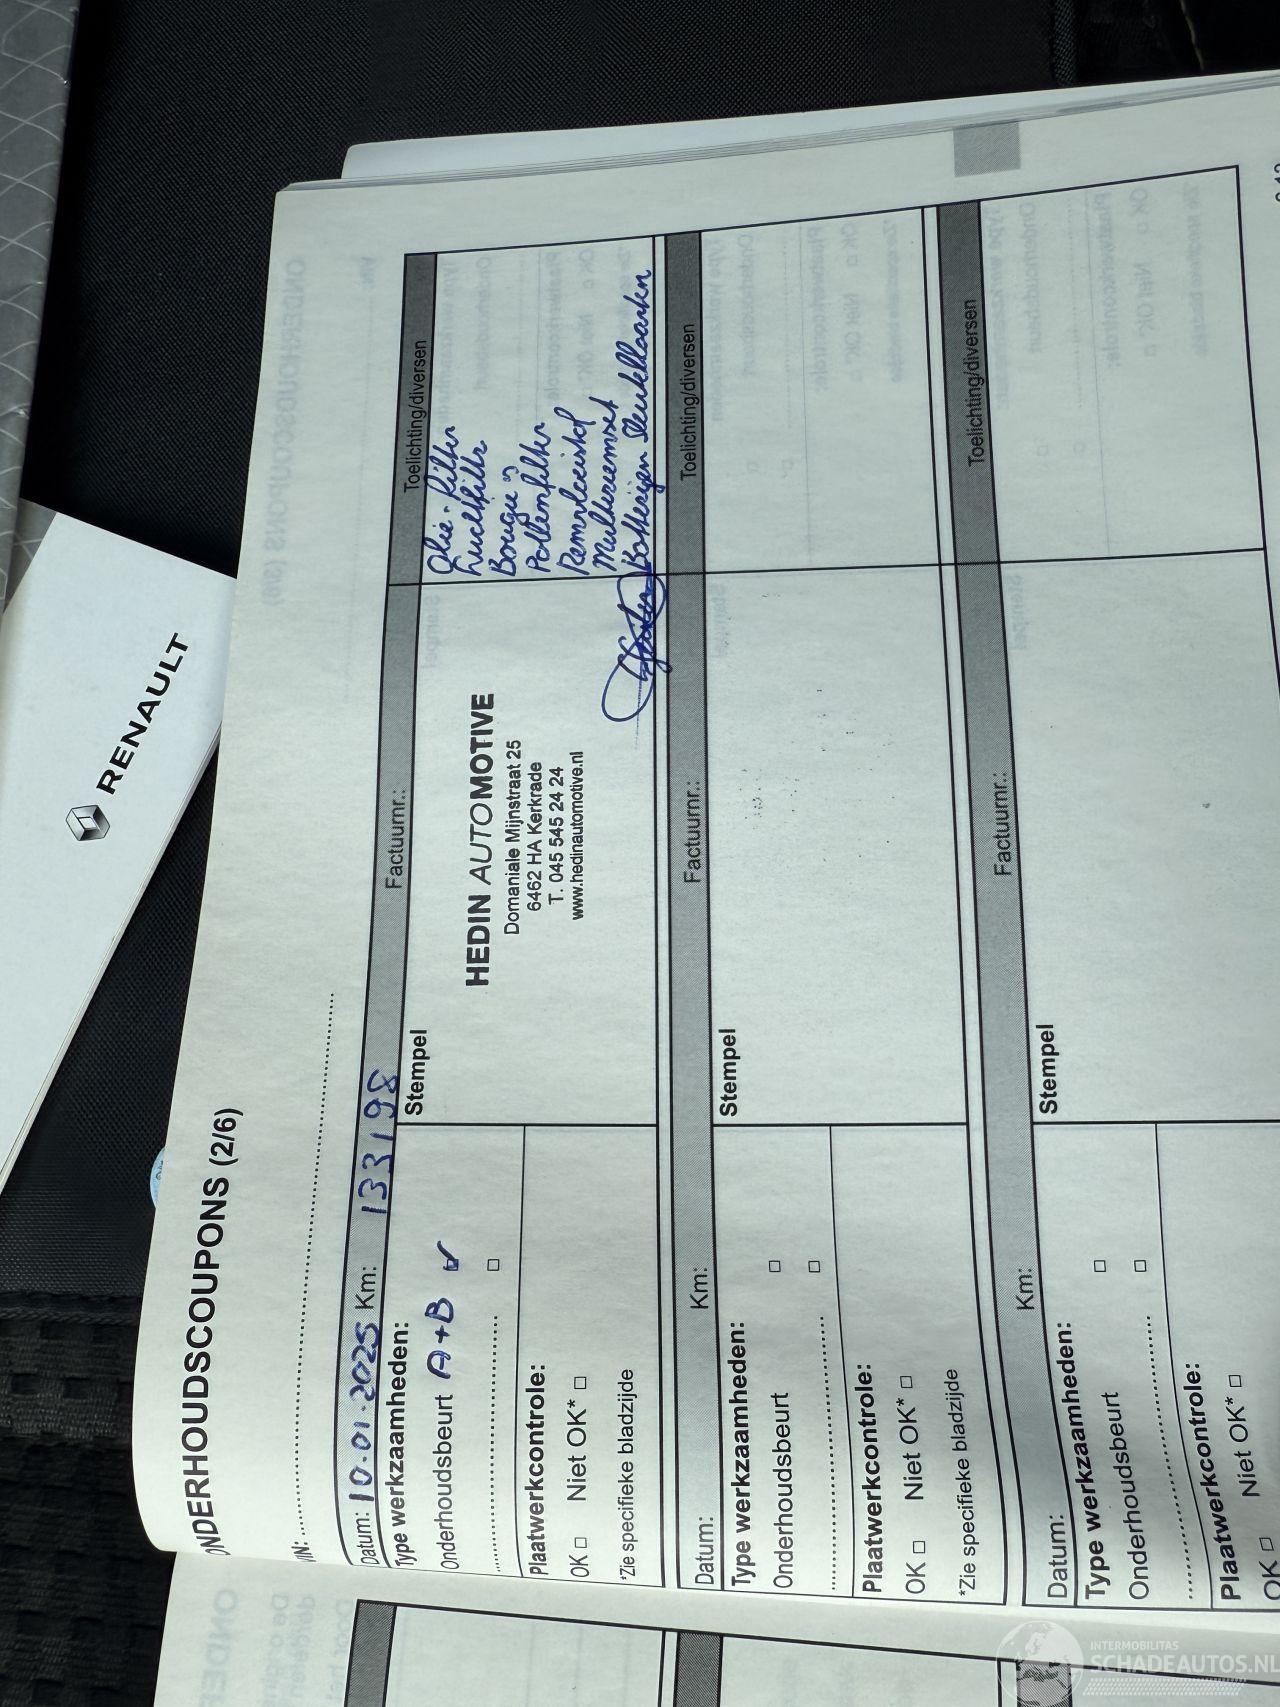 RENAULT
ONDERHOUDSCOUPONS (2/6)
VIN:
Datum: 10-01-2025 Km: 133198 Factuurnr.: Toelichting/diversen
Type werkzaamheden:
Onderhoudsbeurt A+B
Plaatwerkcontrole:
OK Niet OK*
*Zie specifieke bladzijde
Stempel
HEDIN AUTOMOTIVE
Domaniale Mijnstraat 25
6462 HA Kerkrade
T. 045 545 24 24
www.hedinautomotive.nl
Olie + filter
Luchtfilter
Bougie's
Pollenfilter
Remvloeistof
Multiriemset
Batterijen Sleutelkaarten
Datum: Km: Factuurnr.: Toelichting/diversen
Type werkzaamheden:
Onderhoudsbeurt
Plaatwerkcontrole:
OK Niet OK*
*Zie specifieke bladzijde
Stempel
Datum: Km: Factuurnr.: Toelichting/diversen
Type werkzaamheden:
Onderhoudsbeurt
Plaatwerkcontrole:
OK Niet OK*
Stempel
INTERMOBILITAS
SCHADEAUTOS.NL